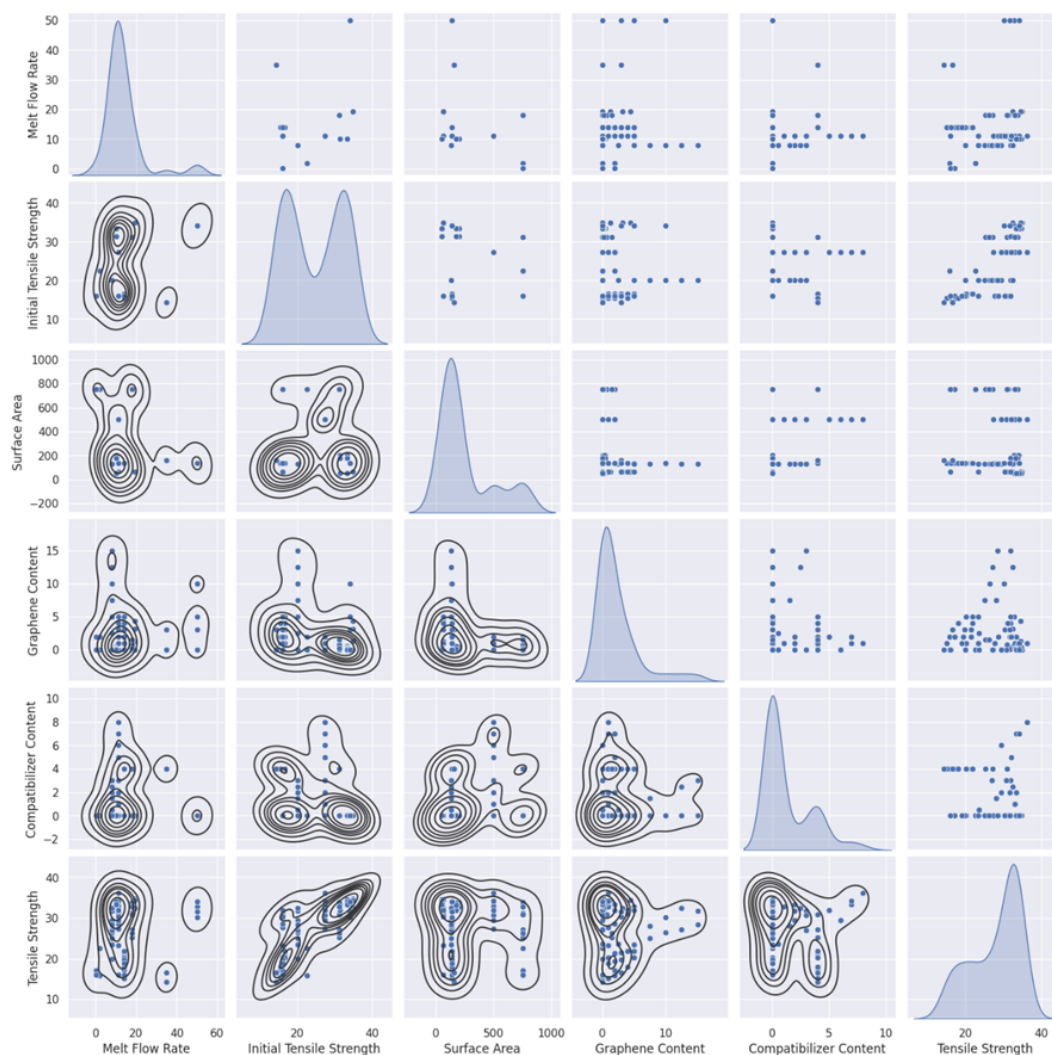 50
40
30
20
10
0
Melt Flow Rate
40
30
20
10
Initial Tensile Strength
1000
800
600
400
200
0
−200
Surface Area
15
10
5
0
Graphene Content
10
8
6
4
2
0
−2
Compatibilizer Content
40
30
20
10
Tensile Strength
0 20 40 60
20 40
0 500 1000
0 10
0 5 10
20 40
Melt Flow Rate
Initial Tensile Strength
Surface Area
Graphene Content
Compatibilizer Content
Tensile Strength